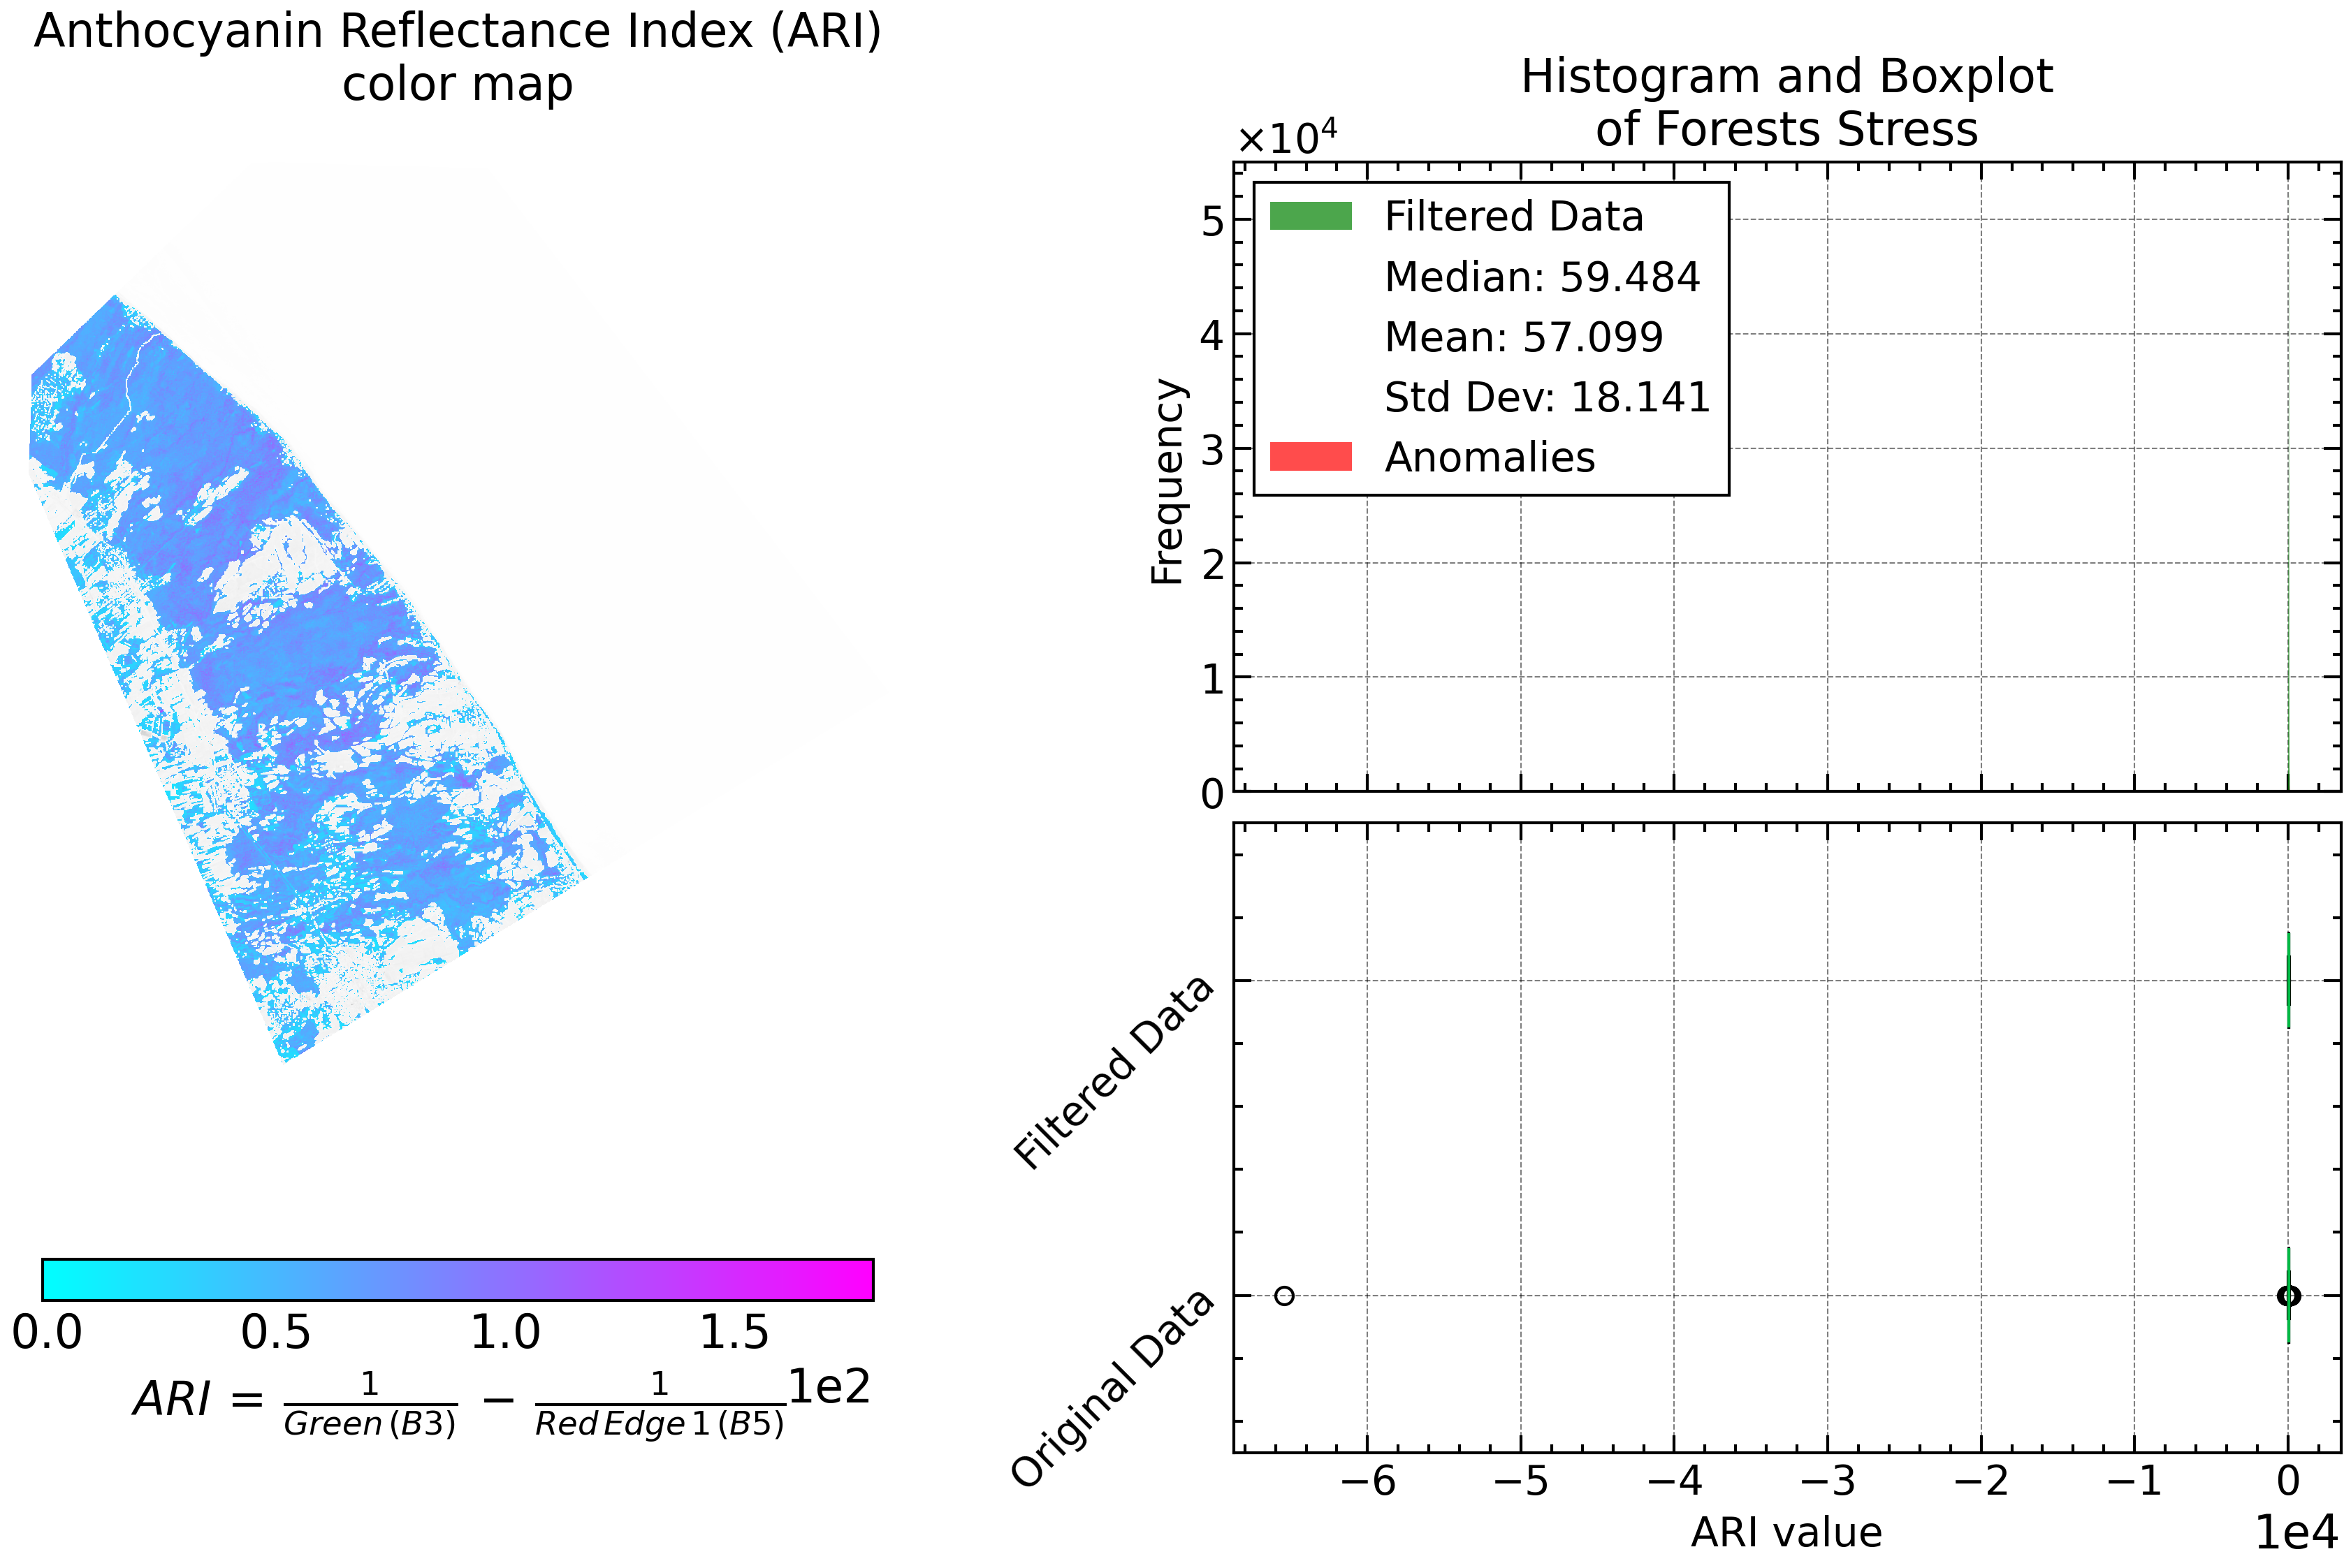 Anthocyanin Reflectance Index (ARI)
color map
0.0 0.5 1.0 1.5
1e2
ARI = 1/Green (B3) − 1/Red Edge 1 (B5)
Histogram and Boxplot
of Forests Stress
×10⁴
5
4
3
2
1
0
Frequency
Filtered Data
Median: 59.484
Mean: 57.099
Std Dev: 18.141
Anomalies
Filtered Data
Original Data
−6 −5 −4 −3 −2 −1 0
ARI value
1e4